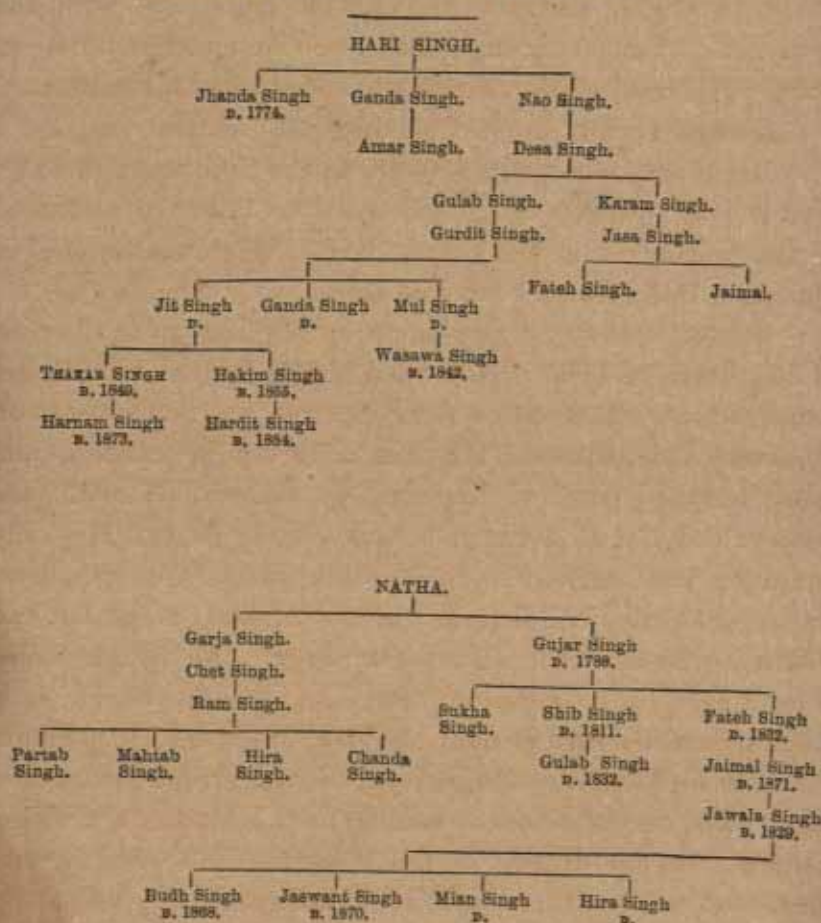 HARI SINGH.
Jhanda Singh Ganda Singh. Nao Singh.
D. 1774.
Amar Singh. Desa Singh.
Gulab Singh. Karam Singh.
Gurdit Singh. Jasa Singh.
Jit Singh Ganda Singh Mul Singh Fateh Singh. Jaimal.
D. D. D.
Wasawa Singh
D. 1842.
THAKAR SINGH Hakim Singh
D. 1849. D. 1855.
Harnam Singh Hardit Singh
D. 1873. D. 1884.
NATHA.
Garja Singh. Gujar Singh
D. 1788.
Chet Singh.
Ram Singh. Sukha Shib Singh Fateh Singh
Singh. D. 1811. D. 1832.
Partab Mahtab Hira Chanda Gulab Singh Jaimal Singh
Singh. Singh. Singh. Singh. D. 1832. D. 1871.
Jawala Singh
D. 1829.
Budh Singh Jaswant Singh Mian Singh Hira Singh
D. 1868. D. 1870. D. D.